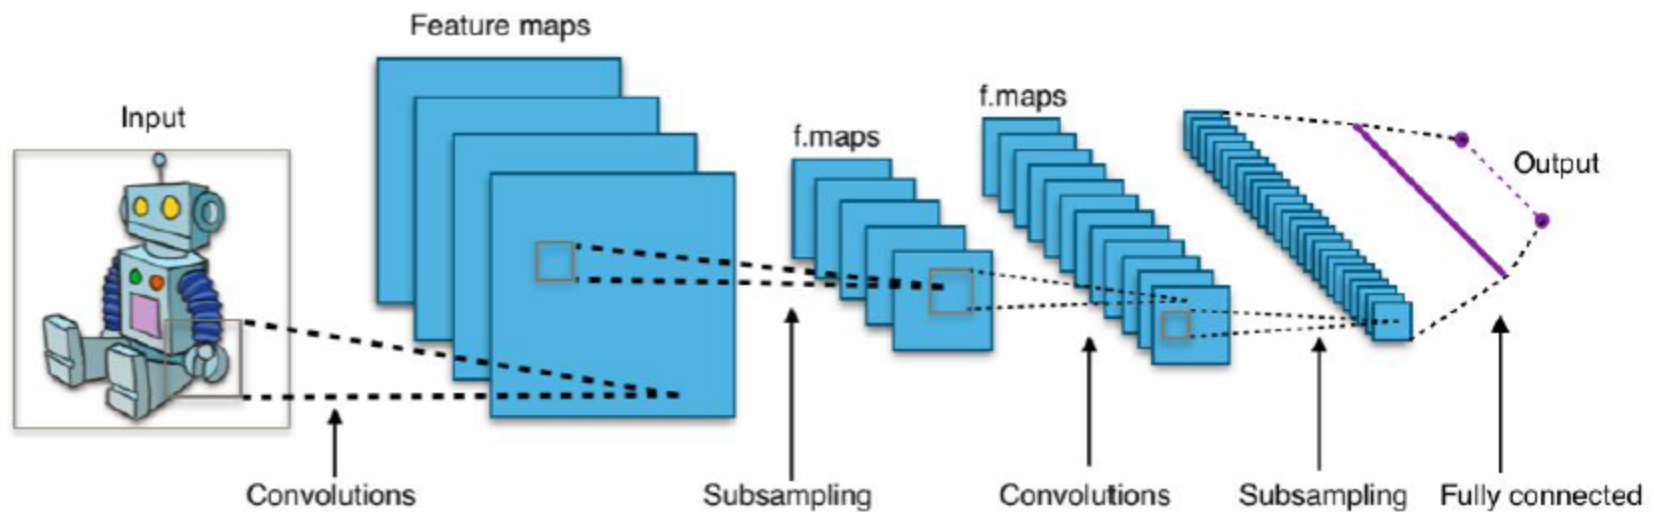 Feature maps
Input
f.maps
f.maps
Output
Convolutions
Subsampling
Convolutions
Subsampling
Fully connected